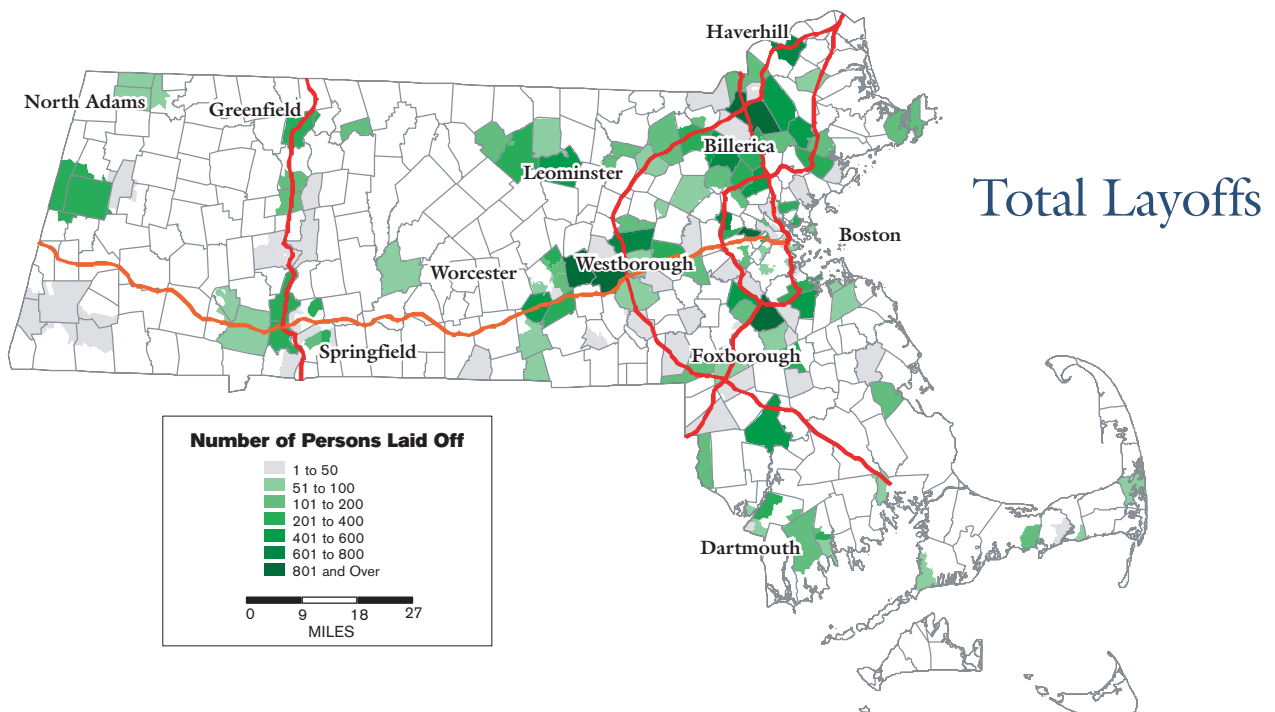 Haverhill
North Adams
Greenfield
Billerica
Leominster
Total Layoffs
Boston
Westborough
Worcester
Springfield
Foxborough
Number of Persons Laid Off
1 to 50
51 to 100
101 to 200
201 to 400
401 to 600
601 to 800
801 and Over
0 9 18 27
MILES
Dartmouth